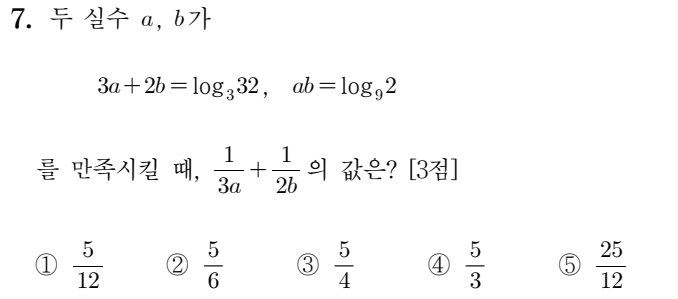 7. 두 실수 a, b가
3a+2b=log₃32, ab=log₉2
를 만족시킬 때, 1/3a + 1/2b 의 값은? [3점]
① 5/12 ② 5/6 ③ 5/4 ④ 5/3 ⑤ 25/12